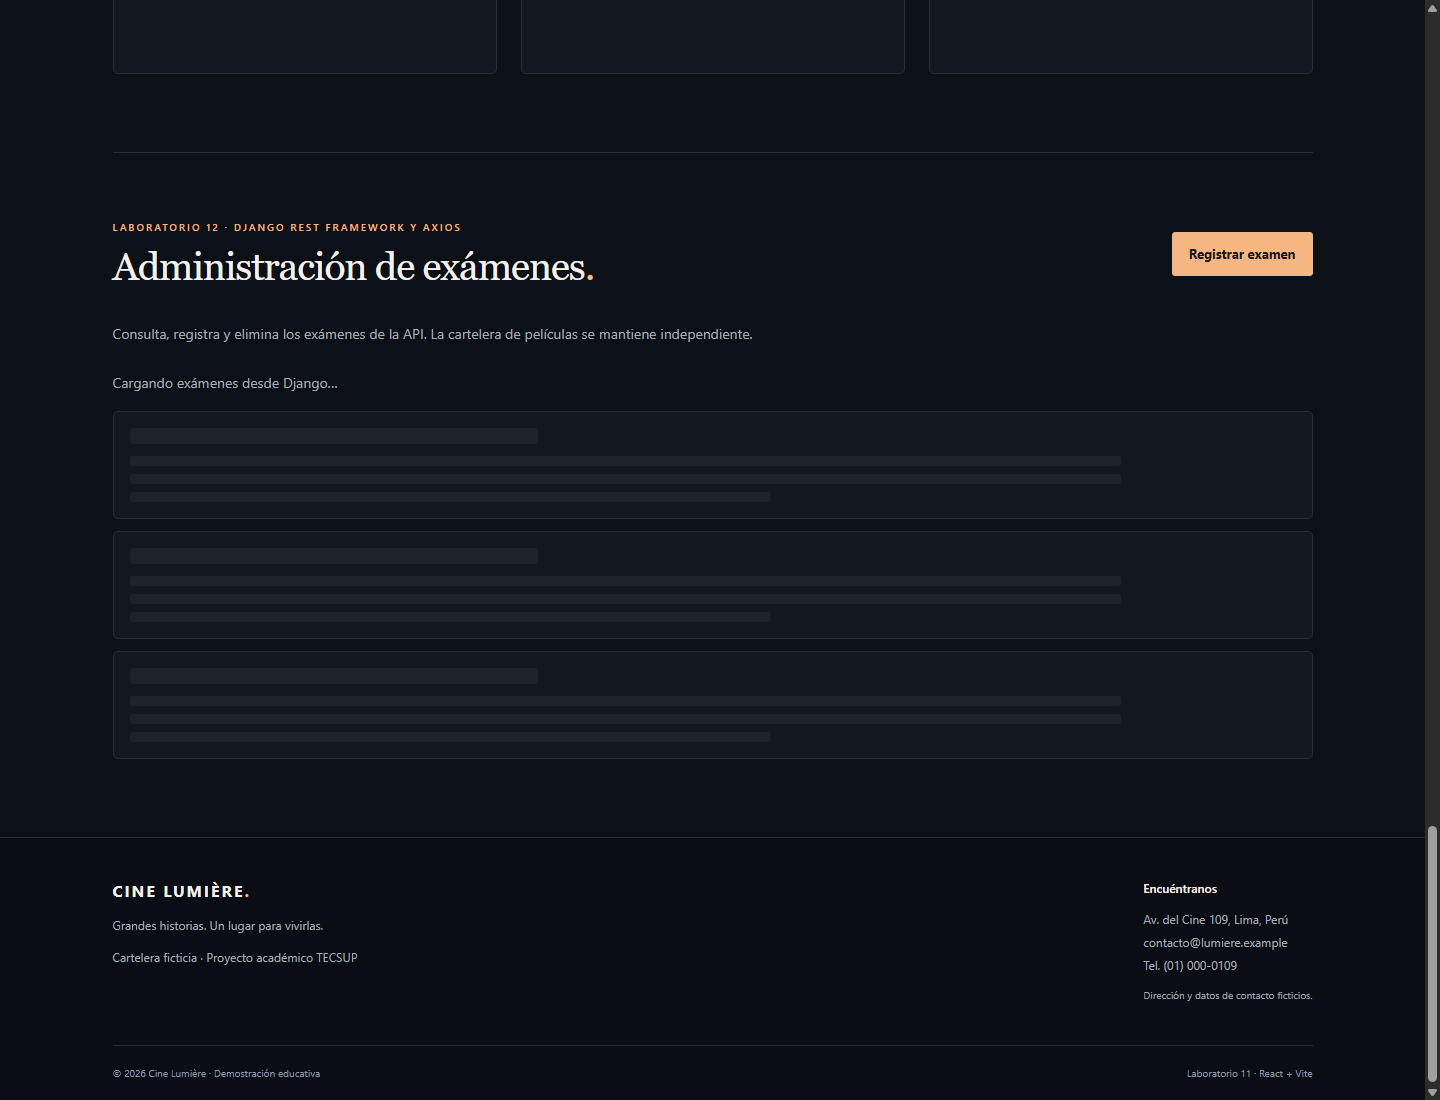 LABORATORIO 12 · DJANGO REST FRAMEWORK Y AXIOS
Administración de exámenes.
Registrar examen
Consulta, registra y elimina los exámenes de la API. La cartelera de películas se mantiene independiente.
Cargando exámenes desde Django...
CINE LUMIÈRE.
Grandes historias. Un lugar para vivirlas.
Cartelera ficticia · Proyecto académico TECSUP
Encuéntranos
Av. del Cine 109, Lima, Perú
contacto@lumiere.example
Tel. (01) 000-0109
Dirección y datos de contacto ficticios.
© 2026 Cine Lumière · Demostración educativa
Laboratorio 11 · React + Vite